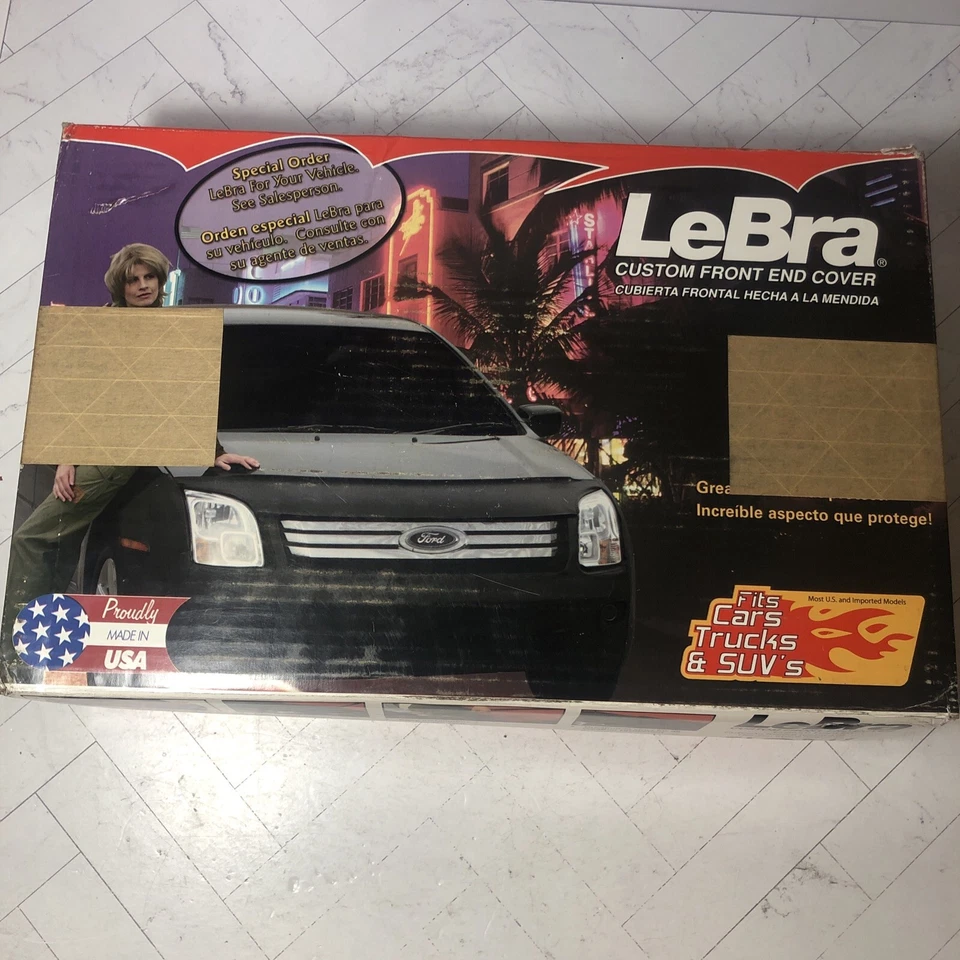 Special Order
LeBra For Your Vehicle.
See Salesperson.
Orden especial LeBra para
su vehículo. Consulte con
su agente de ventas.
LeBra®
CUSTOM FRONT END COVER
CUBIERTA FRONTAL HECHA A LA MENDIDA
Increíble aspecto que protege!
Ford
Proudly
MADE IN
USA
Fits
Cars
Trucks
& SUV's
Most U.S. and Imported Models